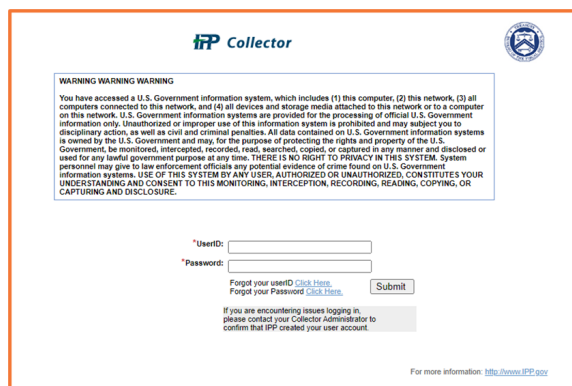 IPP Collector
WARNING WARNING WARNING
You have accessed a U.S. Government information system, which includes (1) this computer, (2) this network, (3) all
computers connected to this network, and (4) all devices and storage media attached to this network or to a computer
on this network. U.S. Government information systems are provided for the processing of official U.S. Government
information only. Unauthorized or improper use of this information system is prohibited and may subject you to
disciplinary action, as well as civil and criminal penalties. All data contained on U.S. Government information systems
is owned by the U.S. Government and may, for the purpose of protecting the rights and property of the U.S.
Government, be monitored, intercepted, recorded, read, searched, copied, or captured in any manner and disclosed or
used for any lawful government purpose at any time. THERE IS NO RIGHT TO PRIVACY IN THIS SYSTEM. System
personnel may give to law enforcement officials any potential evidence of crime found on U.S. Government
information systems. USE OF THIS SYSTEM BY ANY USER, AUTHORIZED OR UNAUTHORIZED, CONSTITUTES YOUR
UNDERSTANDING AND CONSENT TO THIS MONITORING, INTERCEPTION, RECORDING, READING, COPYING, OR
CAPTURING AND DISCLOSURE.
*UserID:
*Password:
Forgot your userID Click Here.
Forgot your Password Click Here.
Submit
If you are encountering issues logging in,
please contact your Collector Administrator to
confirm that IPP created your user account.
For more information: http://www.IPP.gov